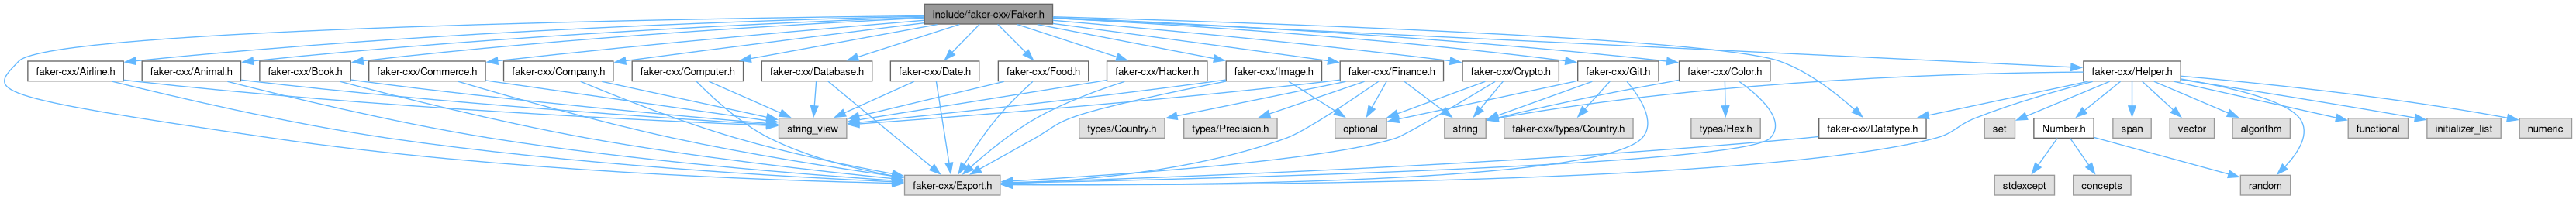 include/faker-cxx/Faker.h
faker-cxx/Airline.h
faker-cxx/Animal.h
faker-cxx/Book.h
faker-cxx/Commerce.h
faker-cxx/Company.h
faker-cxx/Computer.h
faker-cxx/Database.h
faker-cxx/Date.h
faker-cxx/Food.h
faker-cxx/Hacker.h
faker-cxx/Image.h
faker-cxx/Finance.h
faker-cxx/Crypto.h
faker-cxx/Git.h
faker-cxx/Color.h
faker-cxx/Helper.h
string_view
types/Country.h
types/Precision.h
optional
string
faker-cxx/types/Country.h
types/Hex.h
faker-cxx/Datatype.h
set
Number.h
span
vector
algorithm
functional
initializer_list
numeric
faker-cxx/Export.h
stdexcept
concepts
random